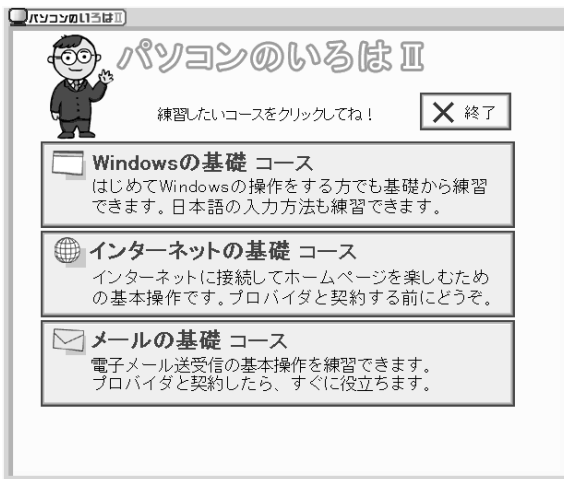 パソコンのいろはⅡ
パソコンのいろはⅡ
練習したいコースをクリックしてね！
終了
Windowsの基礎 コース
はじめてWindowsの操作をする方でも基礎から練習
できます。日本語の入力方法も練習できます。
インターネットの基礎 コース
インターネットに接続してホームページを楽しむため
の基本操作です。プロバイダと契約する前にどうぞ。
メールの基礎 コース
電子メール送受信の基本操作を練習できます。
プロバイダと契約したら、すぐに役立ちます。